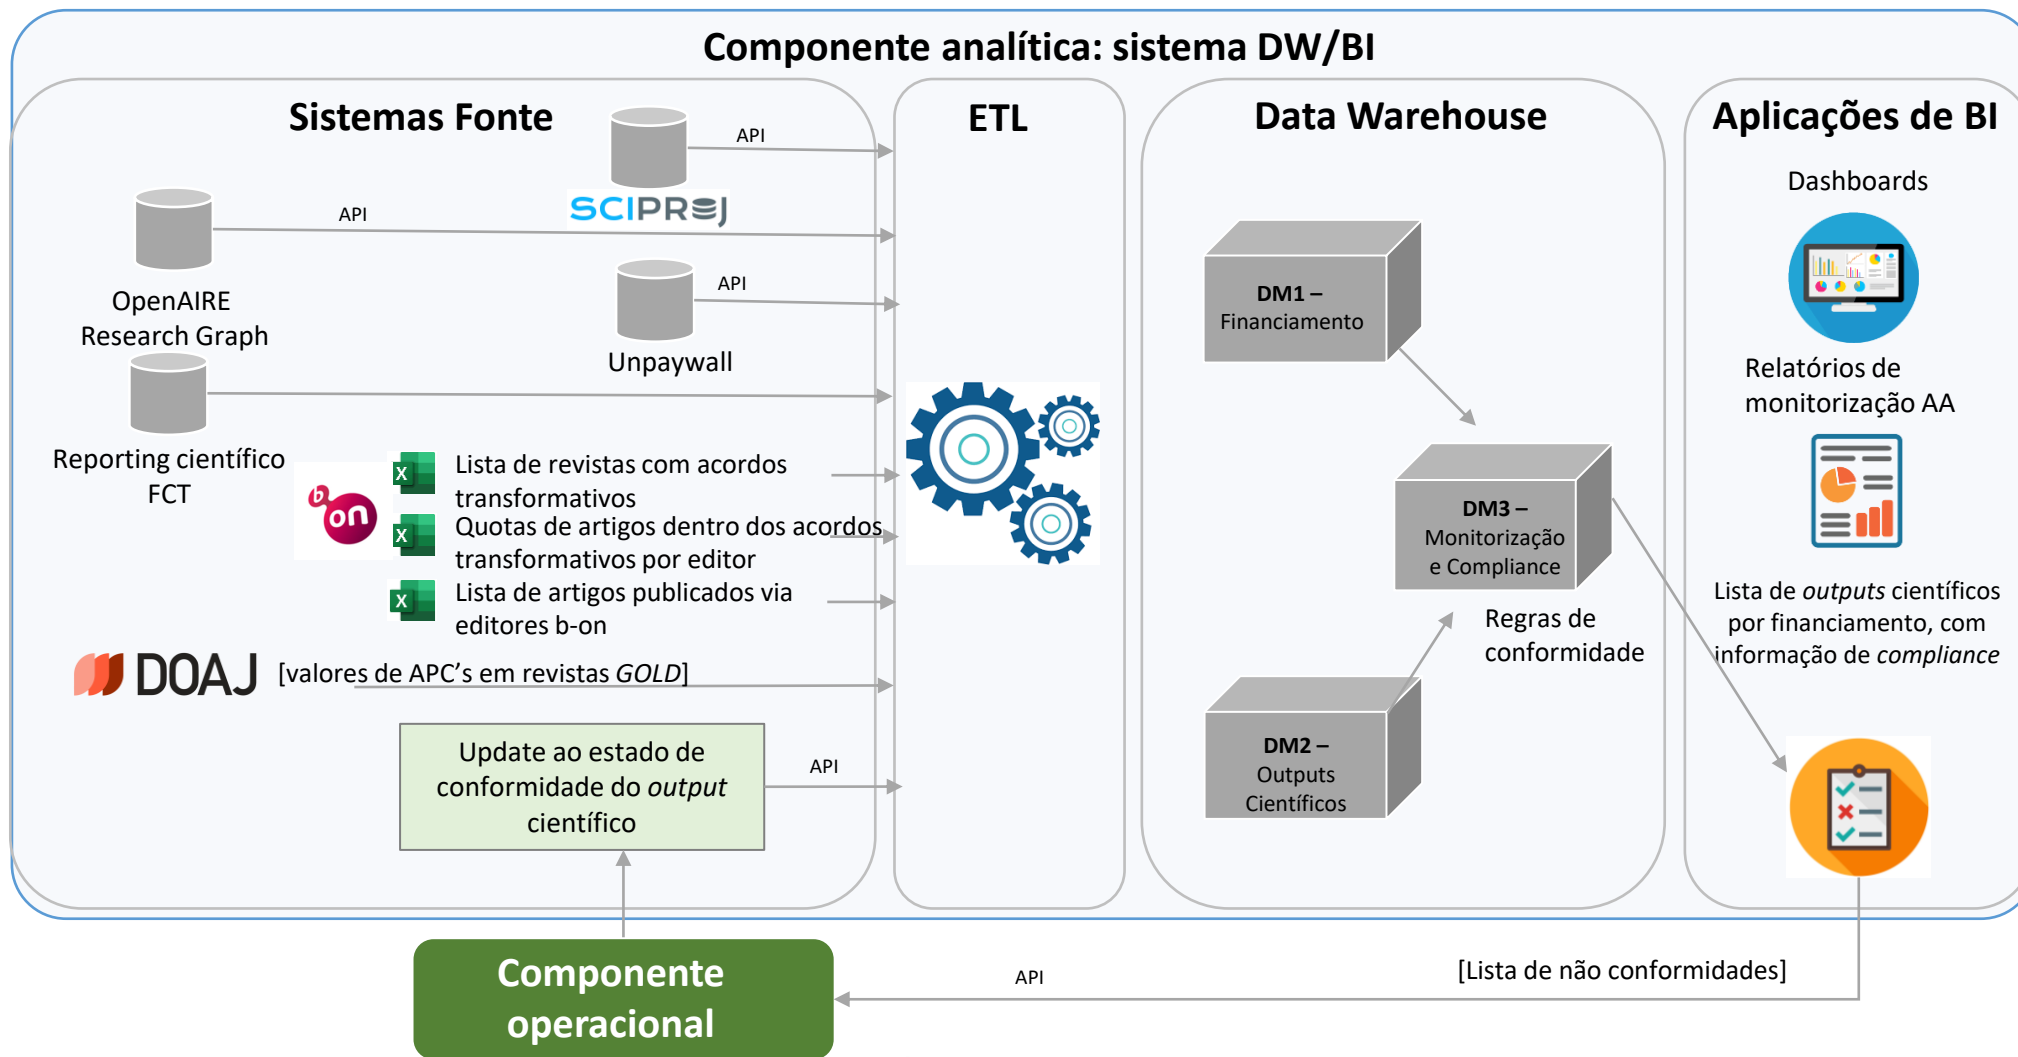 Componente analítica: sistema DW/BI
Sistemas Fonte
API
SCIPROJ
API
OpenAIRE
Research Graph
API
Unpaywall
Reporting científico
FCT
b
on
X
Lista de revistas com acordos
transformativos
X
Quotas de artigos dentro dos acordos
transformativos por editor
X
Lista de artigos publicados via
editores b-on
DOAJ
[valores de APC's em revistas GOLD]
Update ao estado de
conformidade do output
científico
API
ETL
Data Warehouse
DM1 –
Financiamento
DM3 –
Monitorização
e Compliance
Regras de
conformidade
DM2 –
Outputs
Científicos
Aplicações de BI
Dashboards
Relatórios de
monitorização AA
Lista de outputs científicos
por financiamento, com
informação de compliance
Componente
operacional
API
[Lista de não conformidades]